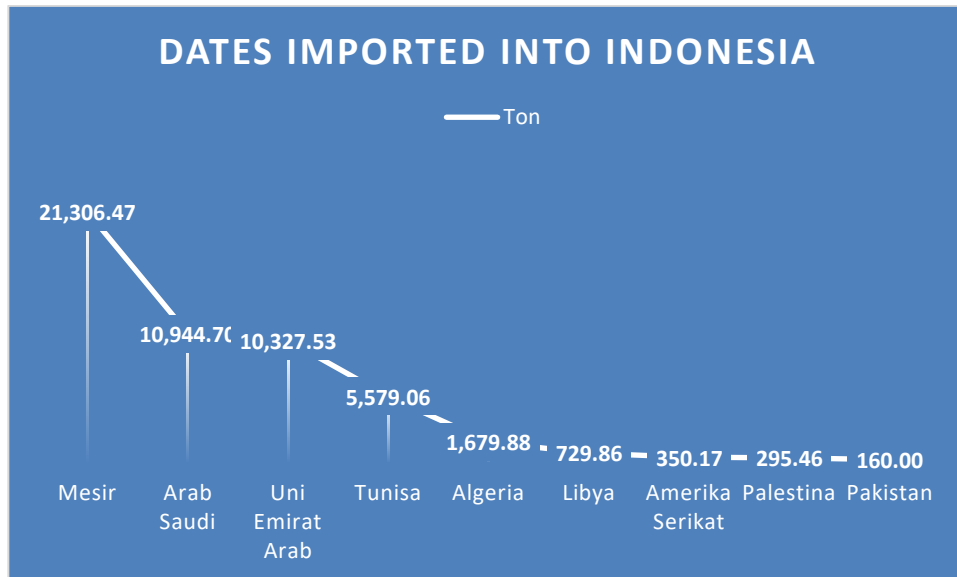 DATES IMPORTED INTO INDONESIA
Ton
21,306.47
10,944.70
10,327.53
5,579.06
1,679.88
729.86
350.17
295.46
160.00
Mesir
Arab
Saudi
Uni
Emirat
Arab
Tunisa
Algeria
Libya
Amerika
Serikat
Palestina
Pakistan